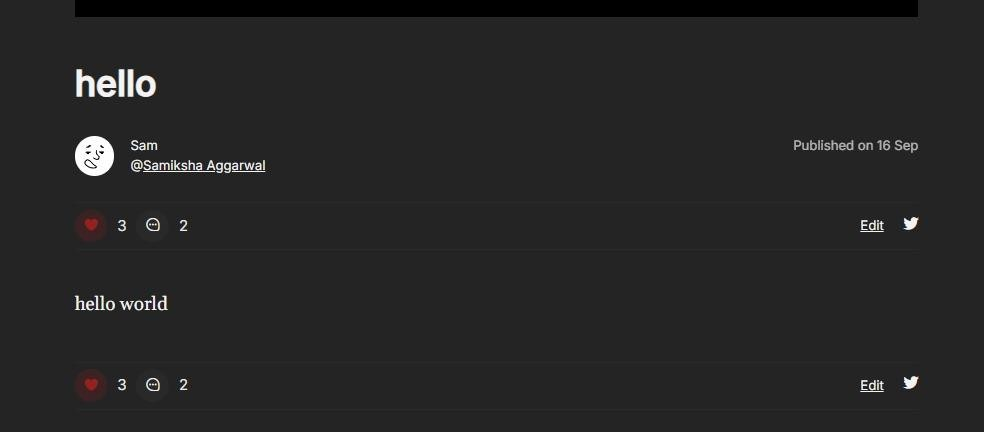 hello
Sam
@Samiksha Aggarwal
Published on 16 Sep
3 2 Edit
hello world
3 2 Edit